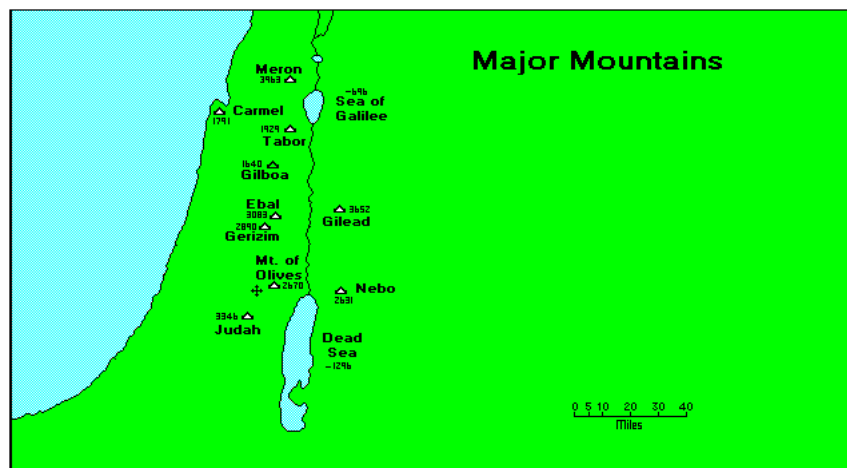 Major Mountains
Meron
3963
-696
Sea of
Galilee
Carmel
1791
1929
Tabor
1640
Gilboa
Ebal
3083
2890
Gerizim
3652
Gilead
Mt. of
Olives
2670
Nebo
2631
3346
Judah
Dead
Sea
-1296
0 5 10 20 30 40
Miles